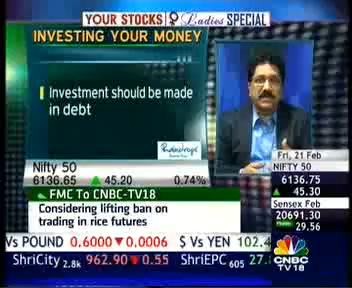 YOUR STOCKS Ladies SPECIAL
INVESTING YOUR MONEY
Investment should be made
in debt
Fri, 21 Feb
Nifty 50
6136.65 45.20 0.74%
NIFTY 50
6136.75
45.30
FMC To CNBC-TV18
Considering lifting ban on
trading in rice futures
Sensex Feb
20691.30
29.56
Vs POUND 0.6000 0.0006 $ Vs YEN 102.4
ShriCity 2.8k 962.90 0.55 ShriEPC 605 27.
CNBC
TV18